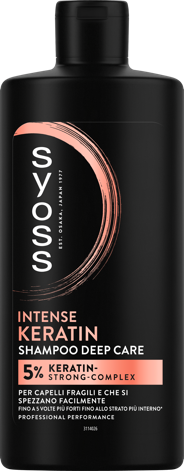 syoss
EST. OSAKA, JAPAN 1977
INTENSE
KERATIN
SHAMPOO DEEP CARE
5% KERATIN-
STRONG-COMPLEX
PER CAPELLI FRAGILI E CHE SI
SPEZZANO FACILMENTE
FINO A 5 VOLTE PIÙ FORTI FINO ALLO STRATO PIÙ INTERNO*
PROFESSIONAL PERFORMANCE